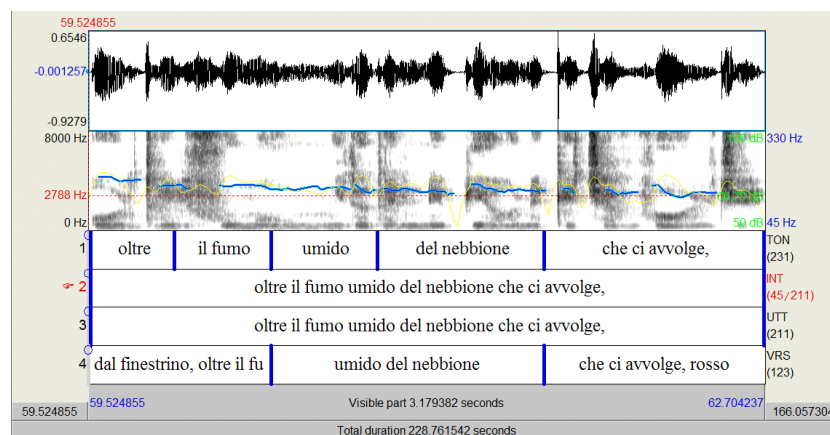 59.524855
0.6546
-0.001257
-0.9279
8000 Hz 100 dB 330 Hz
2788 Hz
0 Hz 50 dB 45 Hz
1 oltre il fumo umido del nebbione che ci avvolge, TON
(231)
2 oltre il fumo umido del nebbione che ci avvolge, INT
(45/211)
3 oltre il fumo umido del nebbione che ci avvolge, UTT
(211)
4 dal finestrino, oltre il fu umido del nebbione che ci avvolge, rosso VRS
(123)
59.524855 59.524855 Visible part 3.179382 seconds 62.704237 166.057304
Total duration 228.761542 seconds